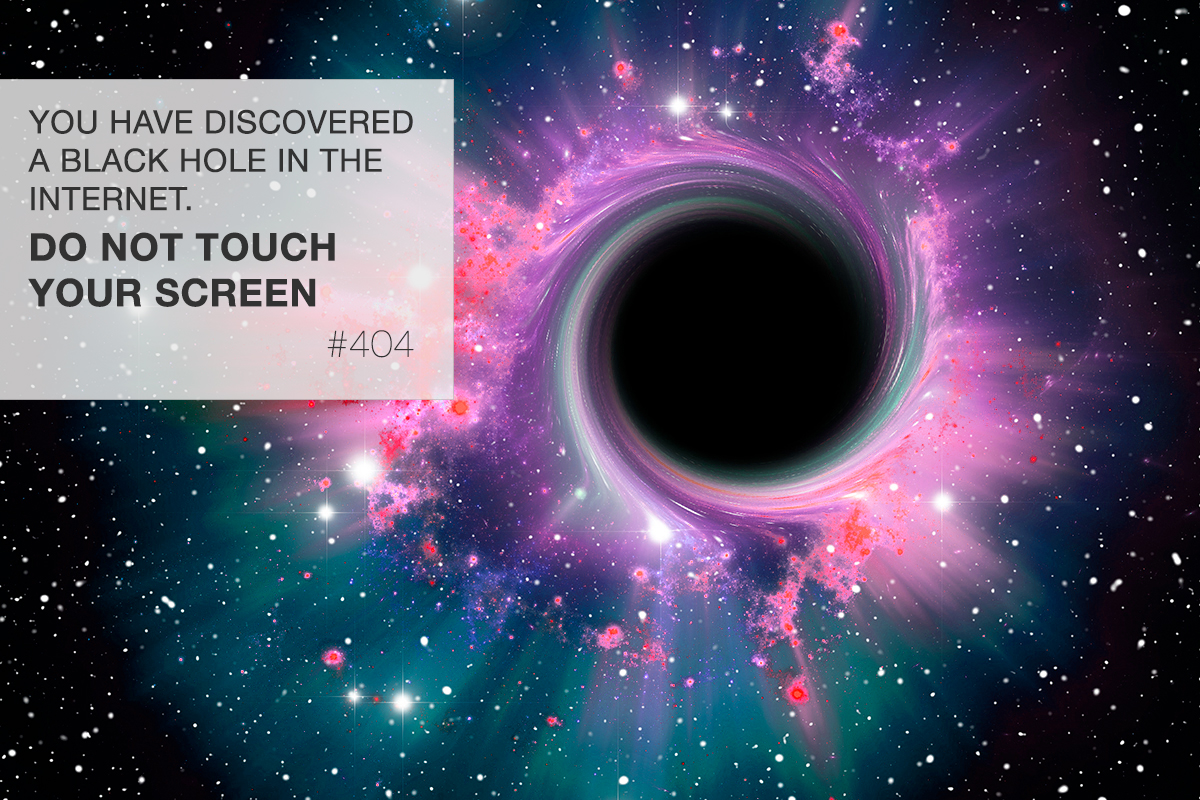 YOU HAVE DISCOVERED
A BLACK HOLE IN THE
INTERNET.
DO NOT TOUCH
YOUR SCREEN
#404